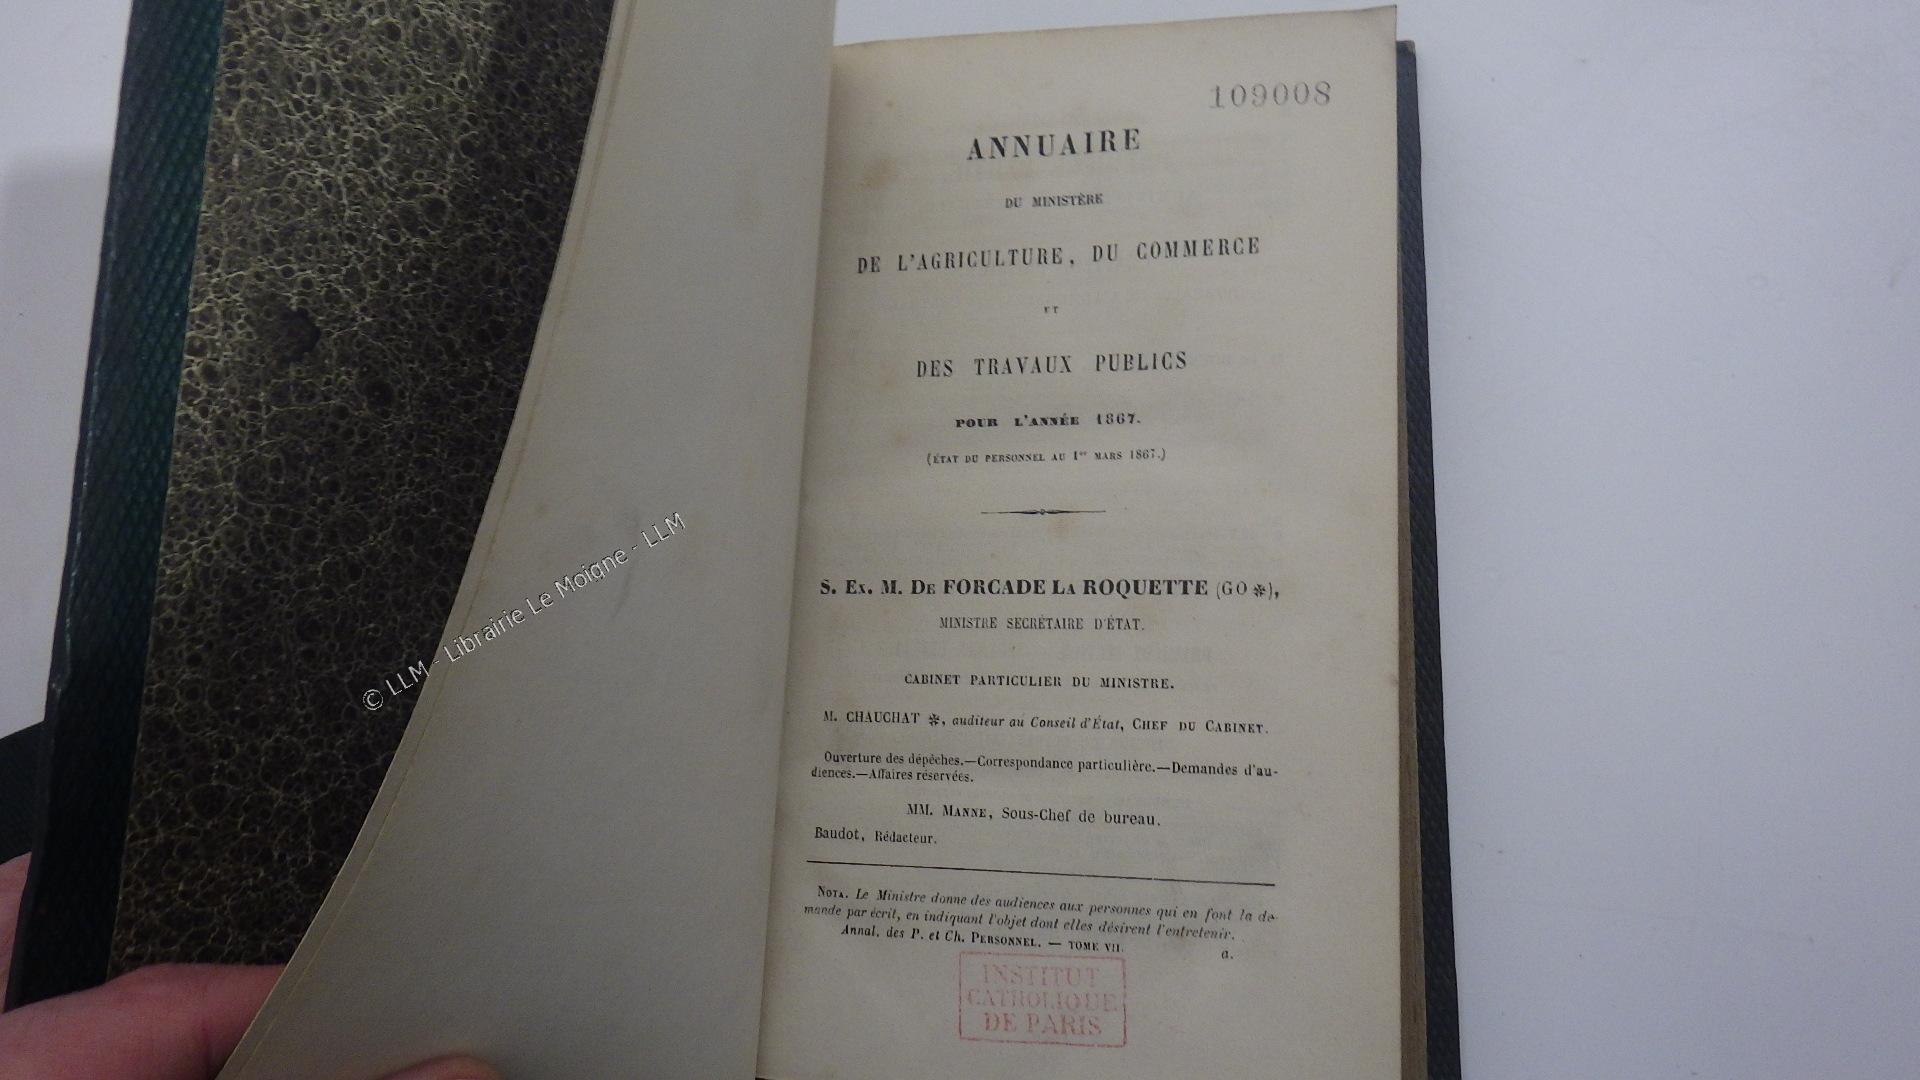 109008
ANNUAIRE
DU MINISTÈRE
DE L'AGRICULTURE, DU COMMERCE
ET
DES TRAVAUX PUBLICS
POUR L'ANNÉE 1867.
(ÉTAT DU PERSONNEL AU 1er MARS 1867.)
S. Ex. M. De FORCADE La ROQUETTE (GO ✻),
MINISTRE SECRÉTAIRE D'ÉTAT.
CABINET PARTICULIER DU MINISTRE.
M. CHAUCHAT ✻, auditeur au Conseil d'État, Chef du Cabinet.
Ouverture des dépêches.—Correspondance particulière.—Demandes d'au-
diences.—Affaires réservées.
MM. Manne, Sous-Chef de bureau.
Baudot, Rédacteur.
Nota. Le Ministre donne des audiences aux personnes qui en font la de-
mande par écrit, en indiquant l'objet dont elles désirent l'entretenir.
Annal. des P. et Ch. Personnel. — TOME VII.
a.
INSTITUT
CATHOLIQUE
DE PARIS
© LLM - Librairie Le Moigne - LLM